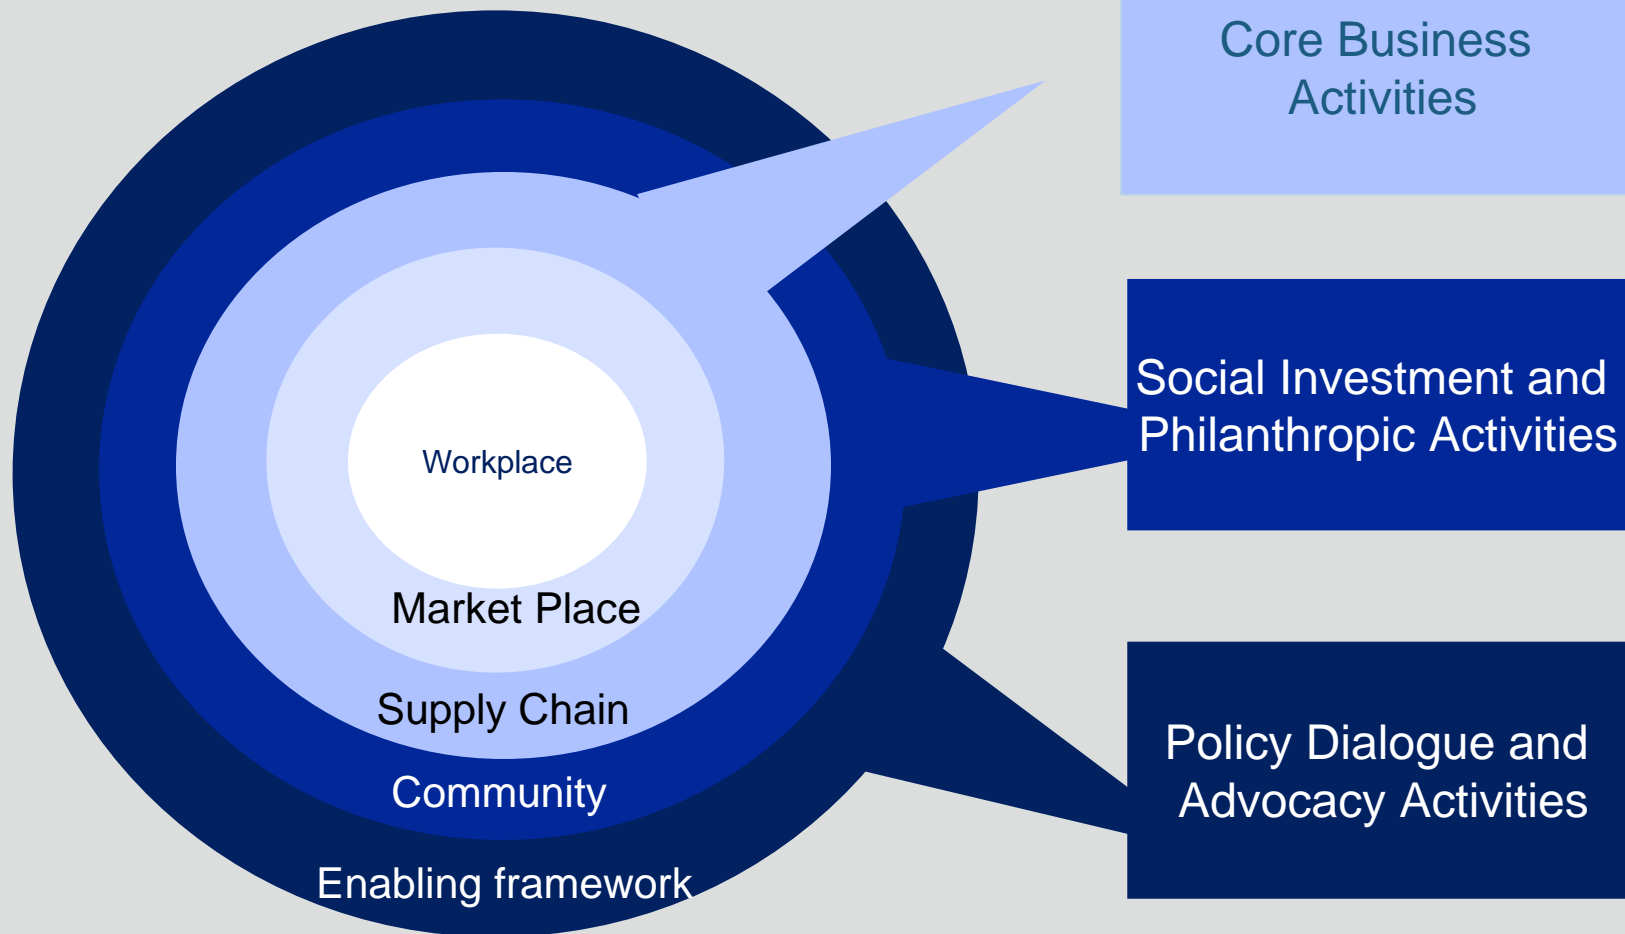 Core Business
Activities
Social Investment and
Philanthropic Activities
Workplace
Market Place
Supply Chain
Policy Dialogue and
Advocacy Activities
Community
Enabling framework